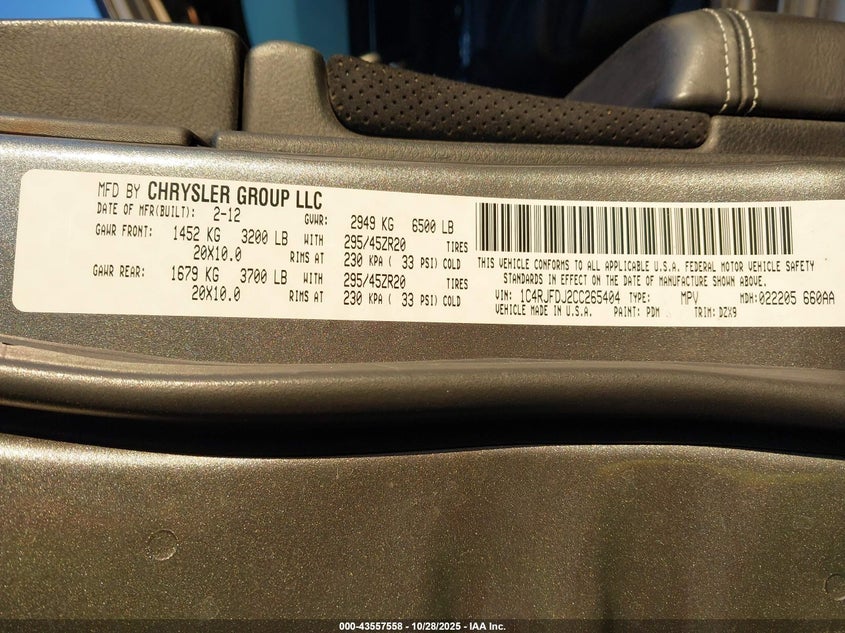 MFD BY CHRYSLER GROUP LLC
DATE OF MFR(BUILT): 2-12 GVWR: 2949 KG 6500 LB
GAWR FRONT: 1452 KG 3200 LB WITH 295/45ZR20 TIRES
20X10.0 RIMS AT 230 KPA ( 33 PSI) COLD
GAWR REAR: 1679 KG 3700 LB WITH 295/45ZR20 TIRES
20X10.0 RIMS AT 230 KPA ( 33 PSI) COLD
THIS VEHICLE CONFORMS TO ALL APPLICABLE U.S.A. FEDERAL MOTOR VEHICLE SAFETY
STANDARDS IN EFFECT ON THE DATE OF MANUFACTURE SHOWN ABOVE.
VIN: 1C4RJFDJ2CC265404 TYPE: MPV MDH:022205 660AA
VEHICLE MADE IN U.S.A. PAINT: PDM TRIM: DZX9
000-43557558 | 10/28/2025 - IAA Inc.